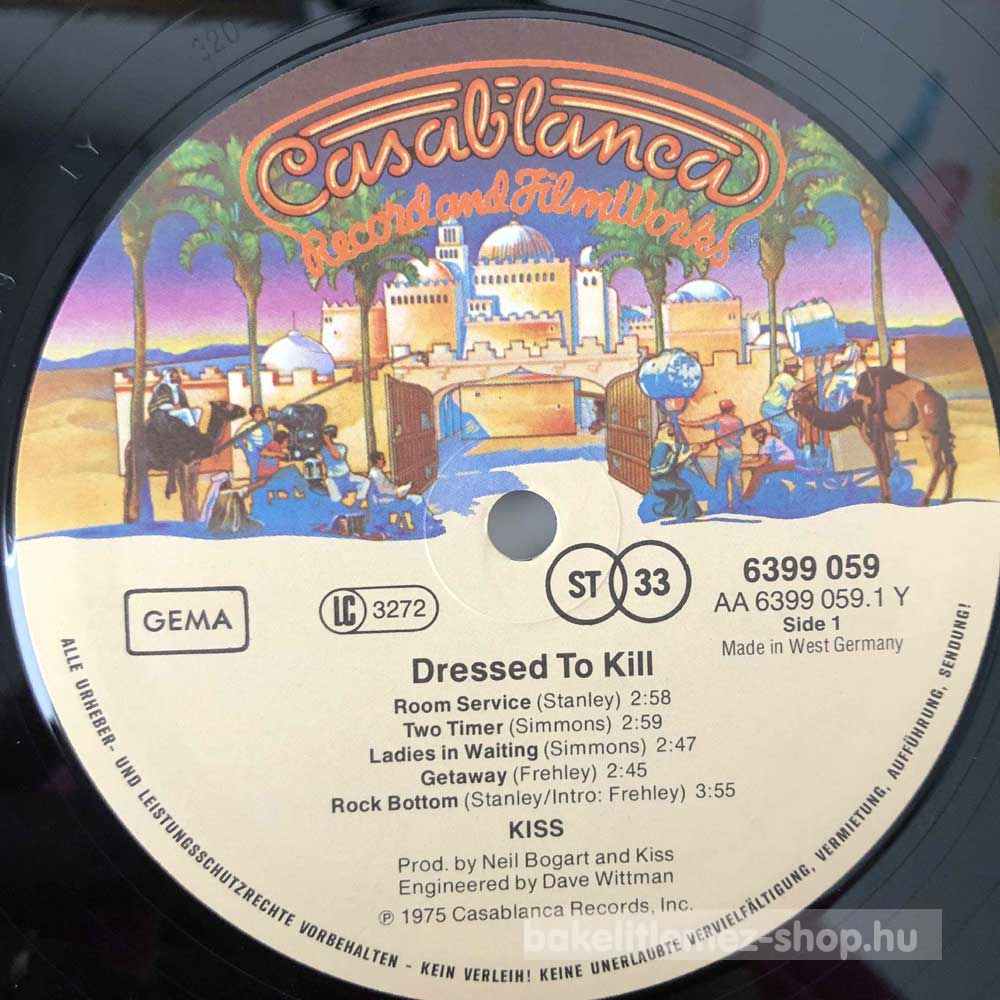 Casablanca
Record and FilmWorks
GEMA
LC 3272
ST 33
6399 059
AA 6399 059.1 Y
Side 1
Made in West Germany
Dressed To Kill
Room Service (Stanley) 2:58
Two Timer (Simmons) 2:59
Ladies in Waiting (Simmons) 2:47
Getaway (Frehley) 2:45
Rock Bottom (Stanley/Intro: Frehley) 3:55
KISS
Prod. by Neil Bogart and Kiss
Engineered by Dave Wittman
℗ 1975 Casablanca Records, Inc.
ALLE URHEBER- UND LEISTUNGSSCHUTZRECHTE VORBEHALTEN - KEIN VERLEIH! KEINE UNERLAUBTE VERVIELFÄLTIGUNG, VERMIETUNG, AUFFÜHRUNG, SENDUNG!
bakelitlemez-shop.hu
320